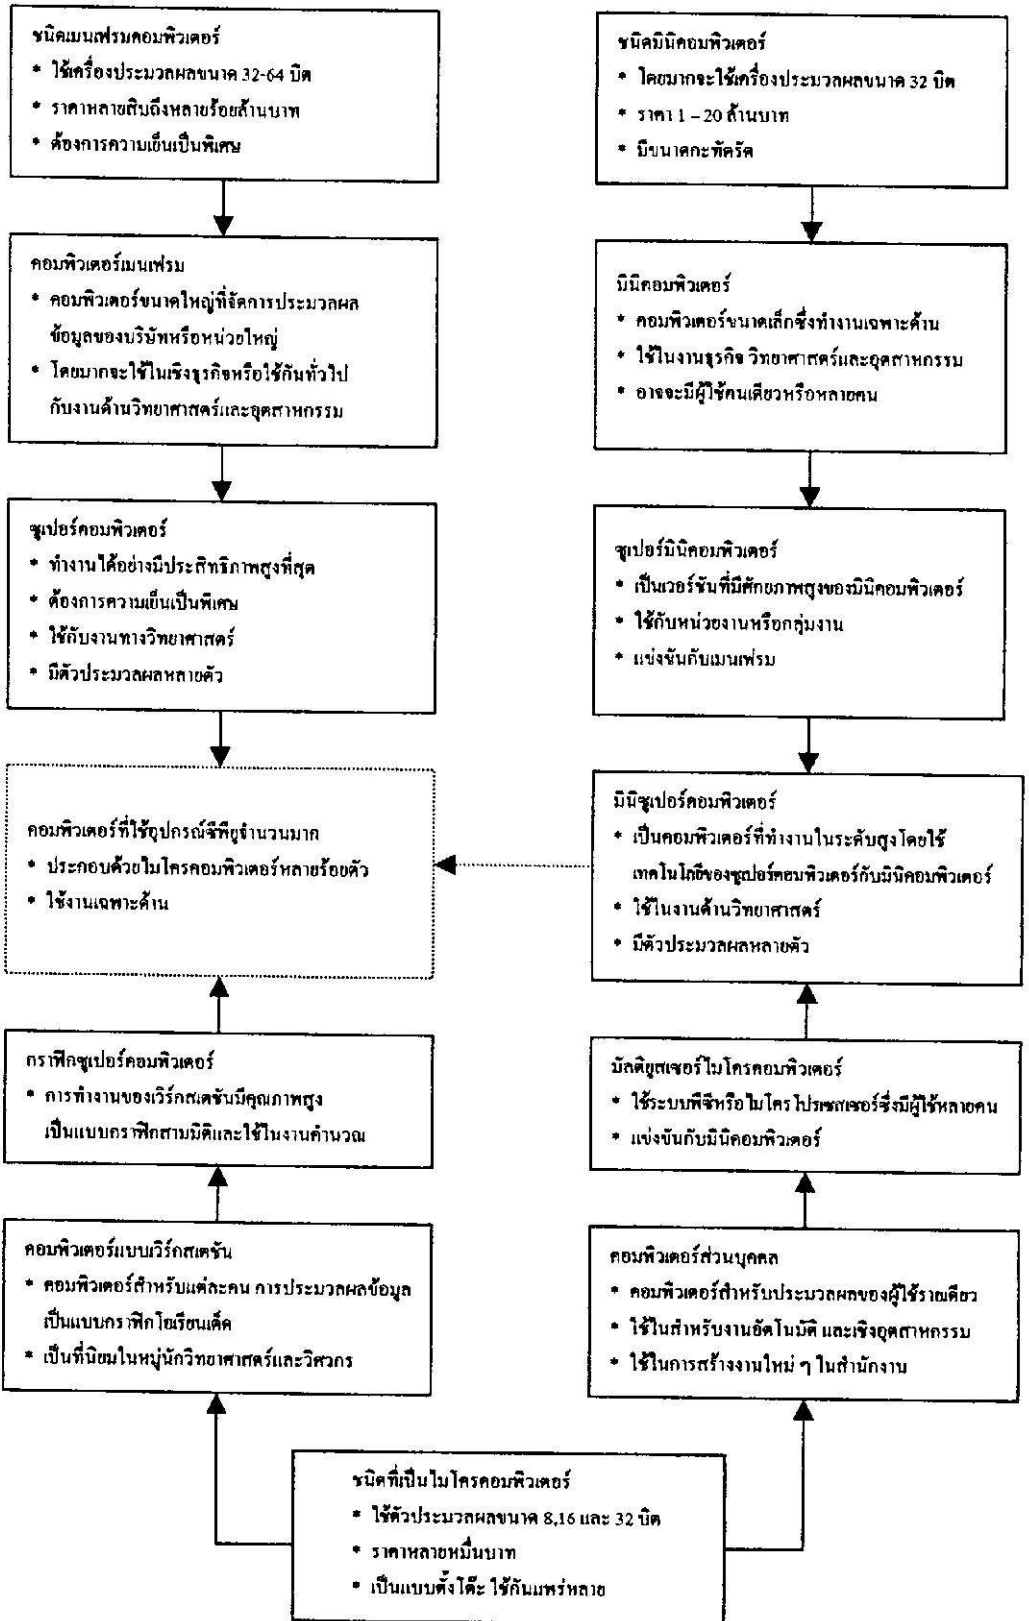 ชนิดเมนเฟรมคอมพิวเตอร์
* ใช้เครื่องประมวลผลขนาด 32-64 บิต
* ราคาหลายสิบถึงหลายร้อยล้านบาท
* ต้องการความเย็นเป็นพิเศษ
ชนิดมินิคอมพิวเตอร์
* โดยมากจะใช้เครื่องประมวลผลขนาด 32 บิต
* ราคา 1 – 20 ล้านบาท
* มีขนาดกะทัดรัด
คอมพิวเตอร์เมนเฟรม
* คอมพิวเตอร์ขนาดใหญ่ที่จัดการประมวลผล
ข้อมูลของบริษัทหรือหน่วยใหญ่
* โดยมากจะใช้ในเชิงธุรกิจหรือใช้กันทั่วไป
กับงานด้านวิทยาศาสตร์และอุตสาหกรรม
มินิคอมพิวเตอร์
* คอมพิวเตอร์ขนาดเล็กซึ่งทำงานเฉพาะด้าน
* ใช้ในงานธุรกิจ วิทยาศาสตร์และอุตสาหกรรม
* อาจจะมีผู้ใช้คนเดียวหรือหลายคน
ซูเปอร์คอมพิวเตอร์
* ทำงานได้อย่างมีประสิทธิภาพสูงที่สุด
* ต้องการความเย็นเป็นพิเศษ
* ใช้กับงานทางวิทยาศาสตร์
* มีตัวประมวลผลหลายตัว
ซูเปอร์มินิคอมพิวเตอร์
* เป็นเวอร์ชันที่มีศักยภาพสูงของมินิคอมพิวเตอร์
* ใช้กับหน่วยงานหรือกลุ่มงาน
* แข่งขันกับเมนเฟรม
คอมพิวเตอร์ที่ใช้อุปกรณ์ซีพียูจำนวนมาก
* ประกอบด้วยไมโครคอมพิวเตอร์หลายร้อยตัว
* ใช้งานเฉพาะด้าน
มินิซูเปอร์คอมพิวเตอร์
* เป็นคอมพิวเตอร์ที่ทำงานในระดับสูงโดยใช้
เทคโนโลยีของซูเปอร์คอมพิวเตอร์กับมินิคอมพิวเตอร์
* ใช้ในงานด้านวิทยาศาสตร์
* มีตัวประมวลผลหลายตัว
กราฟิกซูเปอร์คอมพิวเตอร์
* การทำงานของเวิร์กสเตชันมีคุณภาพสูง
เป็นแบบกราฟิกสามมิติและใช้ในงานคำนวณ
มัลติยูสเซอร์ไมโครคอมพิวเตอร์
* ใช้ระบบพีซีหรือไมโครโปรเซสเซอร์ซึ่งมีผู้ใช้หลายคน
* แข่งขันกับมินิคอมพิวเตอร์
คอมพิวเตอร์แบบเวิร์กสเตชัน
* คอมพิวเตอร์สำหรับแต่ละคน การประมวลผลข้อมูล
เป็นแบบกราฟิกโอเรียนเต็ด
* เป็นที่นิยมในหมู่นักวิทยาศาสตร์และวิศวกร
คอมพิวเตอร์ส่วนบุคคล
* คอมพิวเตอร์สำหรับประมวลผลของผู้ใช้รายเดียว
* ใช้ในสำหรับงานอัตโนมัติ และเชิงอุตสาหกรรม
* ใช้ในการสร้างงานใหม่ ๆ ในสำนักงาน
ชนิดที่เป็นไมโครคอมพิวเตอร์
* ใช้ตัวประมวลผลขนาด 8,16 และ 32 บิต
* ราคาหลายหมื่นบาท
* เป็นแบบตั้งโต๊ะ ใช้กันแพร่หลาย